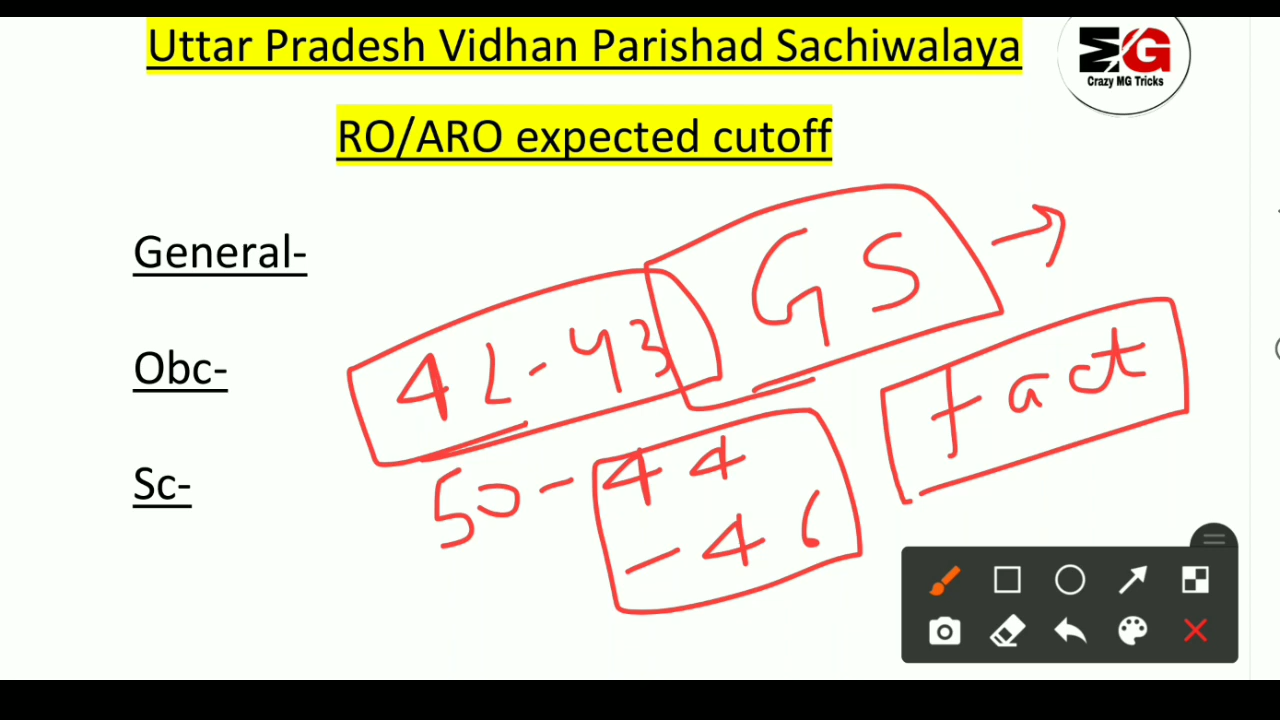 Uttar Pradesh Vidhan Parishad Sachiwalaya
MG
Crazy MG Tricks
RO/ARO expected cutoff
General-
GS
42-43
Obc-
Fact
Sc-
50-44
-46